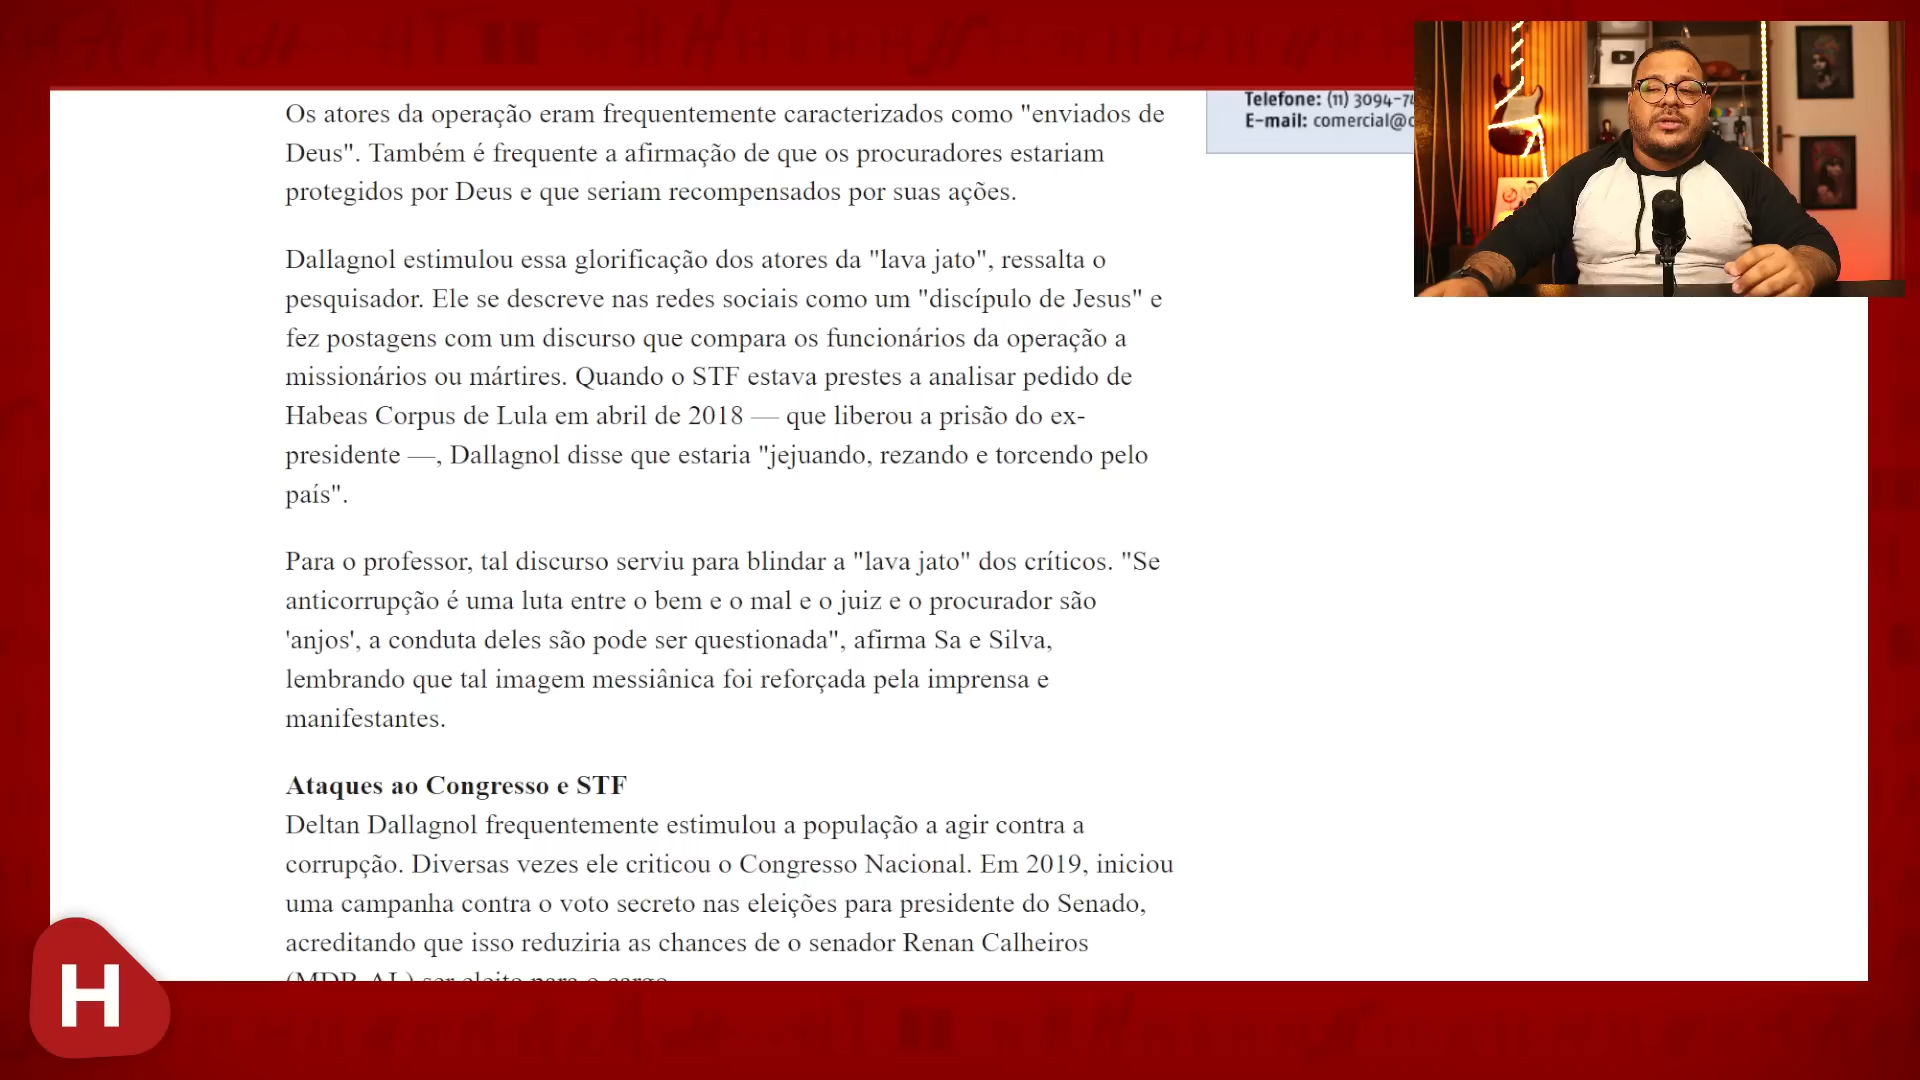 Os atores da operação eram frequentemente caracterizados como "enviados de
Deus". Também é frequente a afirmação de que os procuradores estariam
protegidos por Deus e que seriam recompensados por suas ações.
Dallagnol estimulou essa glorificação dos atores da "lava jato", ressalta o
pesquisador. Ele se descreve nas redes sociais como um "discípulo de Jesus" e
fez postagens com um discurso que compara os funcionários da operação a
missionários ou mártires. Quando o STF estava prestes a analisar pedido de
Habeas Corpus de Lula em abril de 2018 — que liberou a prisão do ex-
presidente —, Dallagnol disse que estaria "jejuando, rezando e torcendo pelo
país".
Para o professor, tal discurso serviu para blindar a "lava jato" dos críticos. "Se
anticorrupção é uma luta entre o bem e o mal e o juiz e o procurador são
'anjos', a conduta deles são pode ser questionada", afirma Sa e Silva,
lembrando que tal imagem messiânica foi reforçada pela imprensa e
manifestantes.
Ataques ao Congresso e STF
Deltan Dallagnol frequentemente estimulou a população a agir contra a
corrupção. Diversas vezes ele criticou o Congresso Nacional. Em 2019, iniciou
uma campanha contra o voto secreto nas eleições para presidente do Senado,
acreditando que isso reduziria as chances de o senador Renan Calheiros
(MDB-AL) ser eleito para o cargo.
Telefone: (11) 3094-7
E-mail: comercial@
H